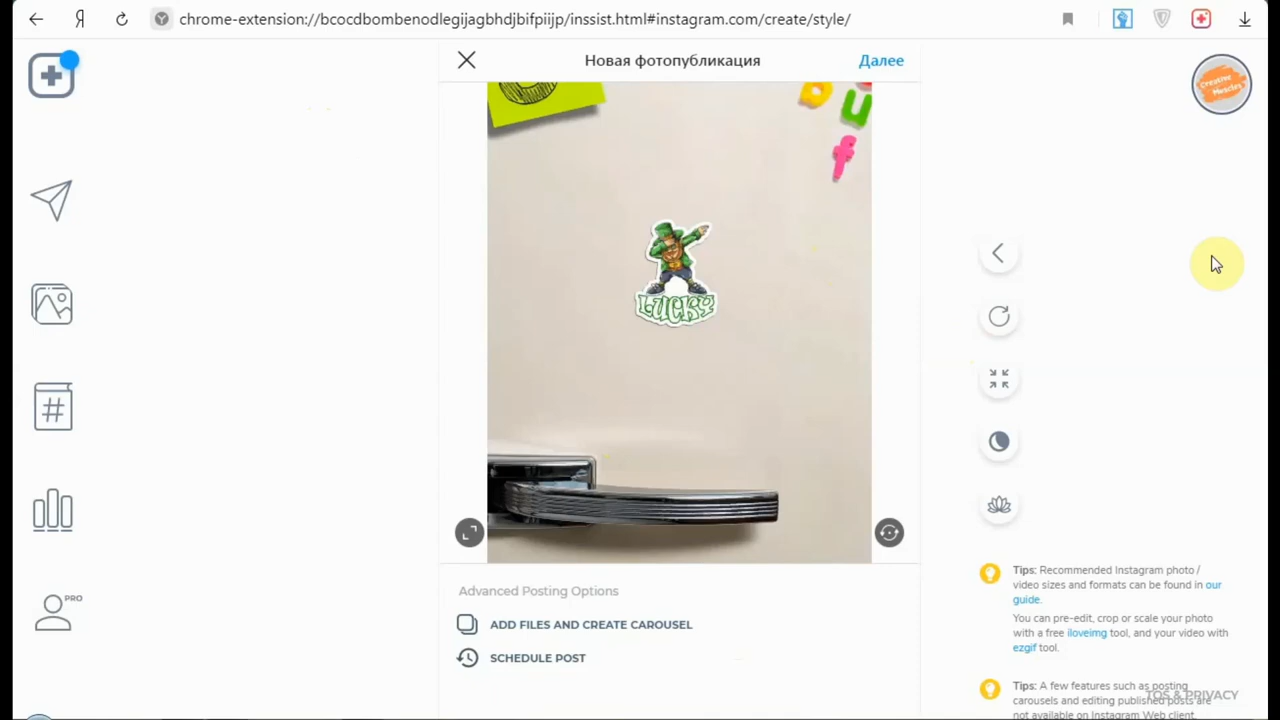 Я
chrome-extension://bcocdbombenodlegijagbhdjbifpiijp/inssist.html#instagram.com/create/style/
Новая фотопубликация
Далее
Creative
Muscles
u
f
LUCKY
#
PRO
Advanced Posting Options
ADD FILES AND CREATE CAROUSEL
SCHEDULE POST
Tips: Recommended Instagram photo /
video sizes and formats can be found in our
guide.
You can pre-edit, crop or scale your photo
with a free iloveimg tool, and your video with
ezgif tool.
Tips: A few features such as posting
carousels and editing published posts are
not available on Instagram Web client.
TOS & PRIVACY